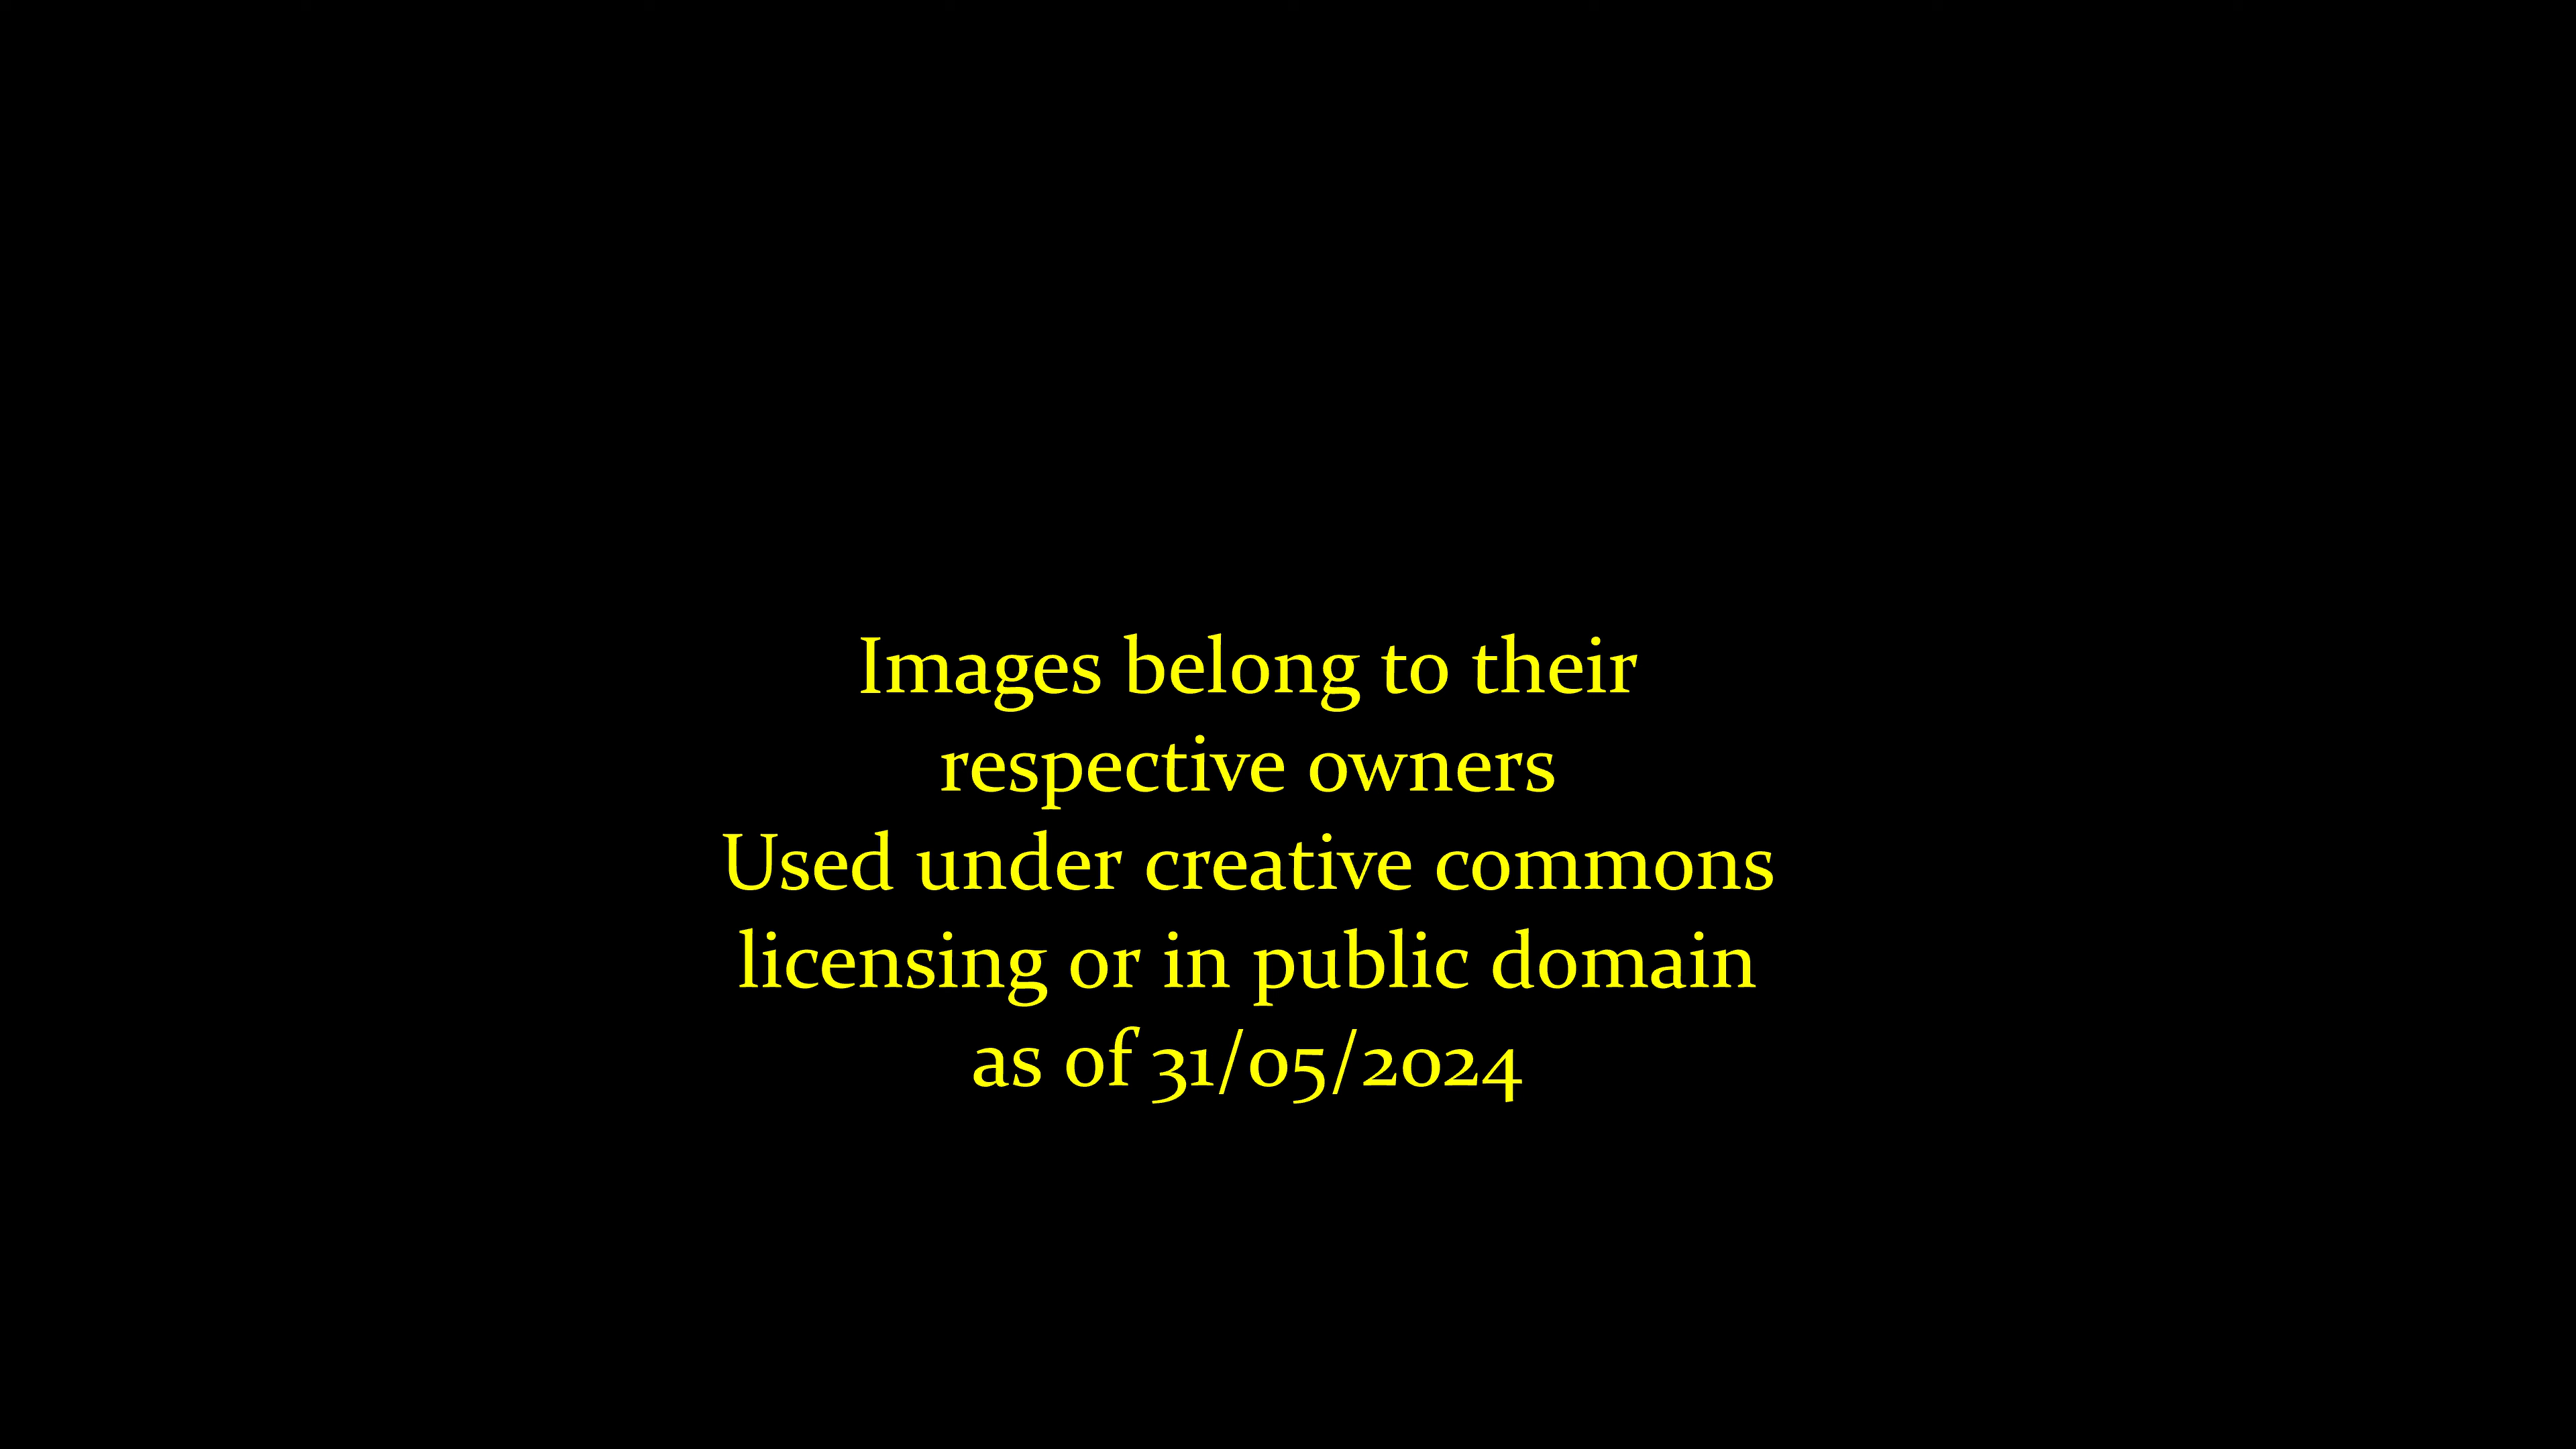 Images belong to their
respective owners
Used under creative commons
licensing or in public domain
as of 31/05/2024